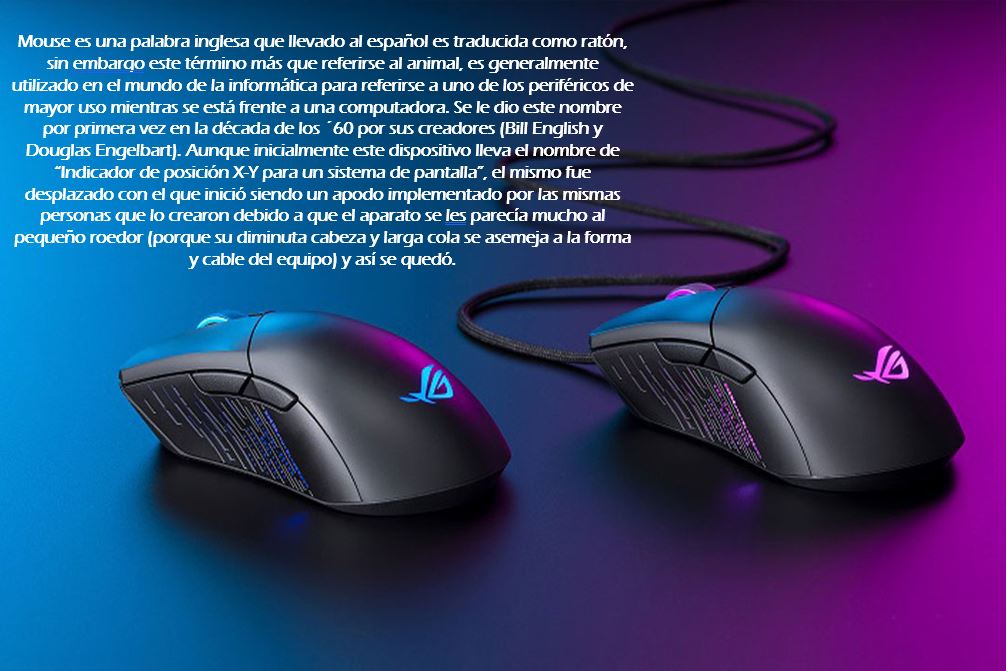 Mouse es una palabra inglesa que llevado al español es traducida como ratón,
sin embargo este término más que referirse al animal, es generalmente
utilizado en el mundo de la informática para referirse a uno de los periféricos de
mayor uso mientras se está frente a una computadora. Se le dio este nombre
por primera vez en la década de los ´60 por sus creadores (Bill English y
Douglas Engelbart). Aunque inicialmente este dispositivo lleva el nombre de
“Indicador de posición X-Y para un sistema de pantalla”, el mismo fue
desplazado con el que inició siendo un apodo implementado por las mismas
personas que lo crearon debido a que el aparato se les parecía mucho al
pequeño roedor (porque su diminuta cabeza y larga cola se asemeja a la forma
y cable del equipo) y así se quedó.